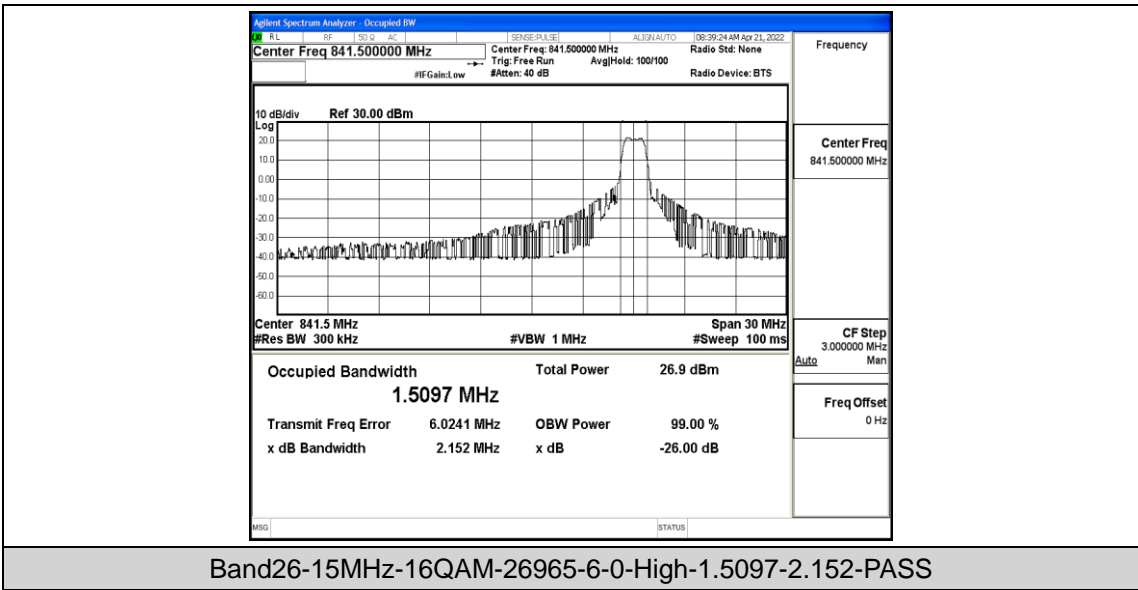 Agilent Spectrum Analyzer - Occupied BW
LXI RL RF 50 Ω AC SENSE:PULSE ALIGN AUTO 08:39:24 AM Apr 21, 2022
Center Freq 841.500000 MHz
Center Freq: 841.500000 MHz
Radio Std: None
Trig: Free Run Avg|Hold: 100/100
#IFGain:Low
#Atten: 40 dB
Radio Device: BTS
10 dB/div Ref 30.00 dBm
Log
20.0
10.0
0.00
-10.0
-20.0
-30.0
-40.0
-50.0
-60.0
Center 841.5 MHz Span 30 MHz
#Res BW 300 kHz #VBW 1 MHz #Sweep 100 ms
Occupied Bandwidth Total Power 26.9 dBm
1.5097 MHz
Transmit Freq Error 6.0241 MHz OBW Power 99.00 %
x dB Bandwidth 2.152 MHz x dB -26.00 dB
MSG STATUS
Frequency
Center Freq
841.500000 MHz
CF Step
3.000000 MHz
Auto Man
Freq Offset
0 Hz
Band26-15MHz-16QAM-26965-6-0-High-1.5097-2.152-PASS